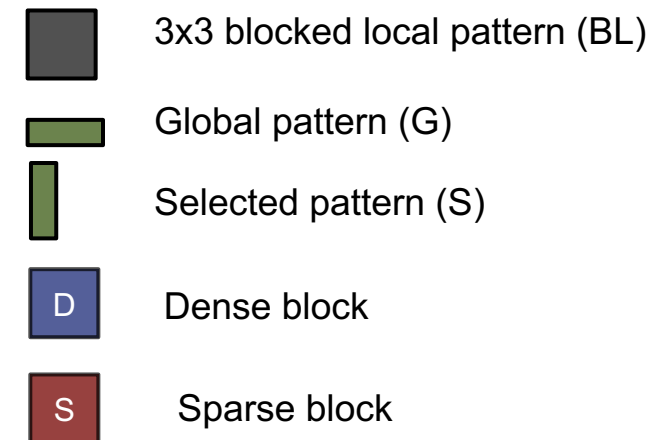 3x3 blocked local pattern (BL)
Global pattern (G)
Selected pattern (S)
D Dense block
S Sparse block